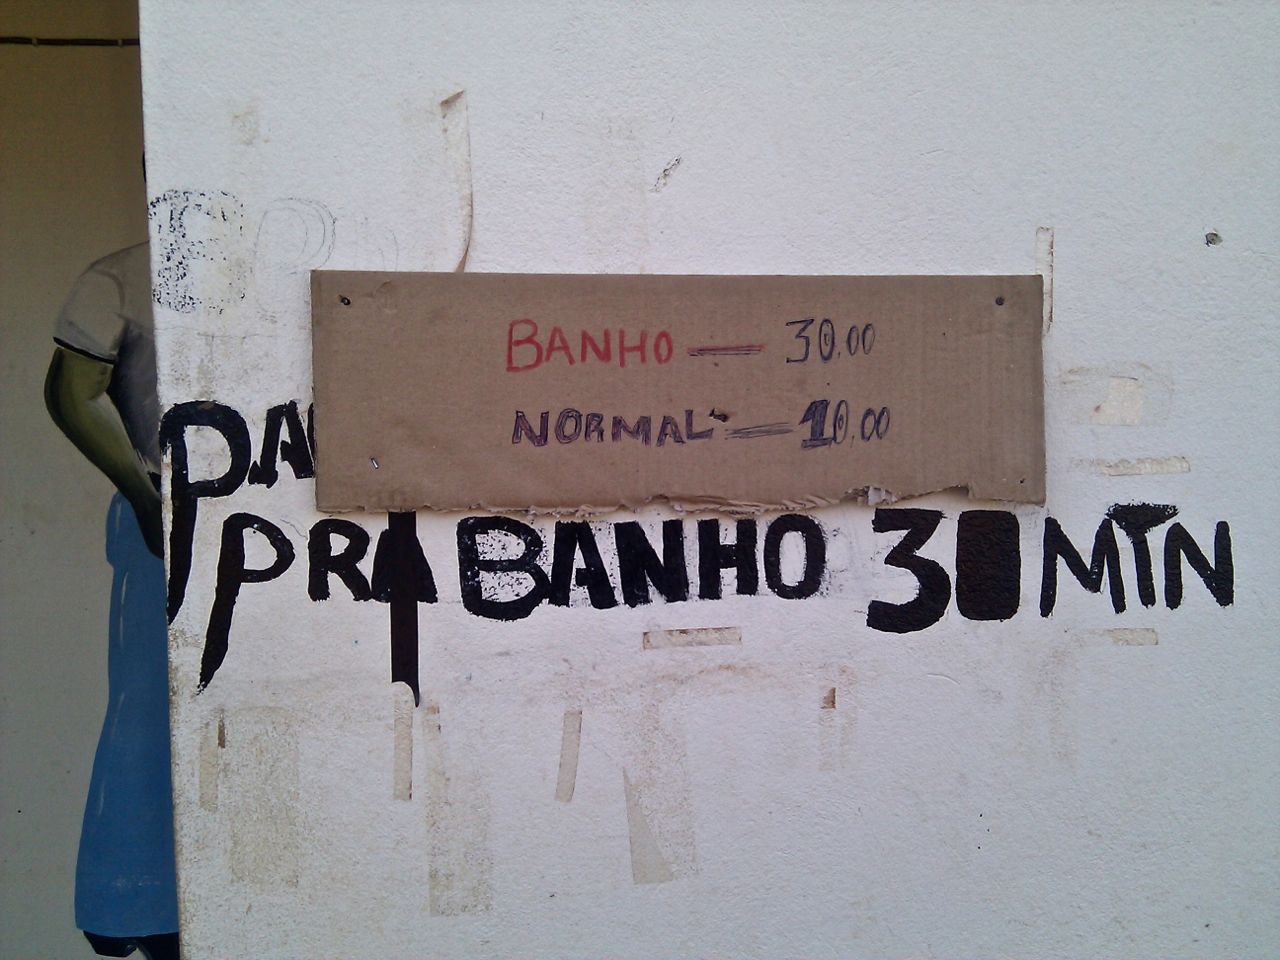 BANHO — 30.00
NORMAL — 10.00
PRA BANHO 30 MTN